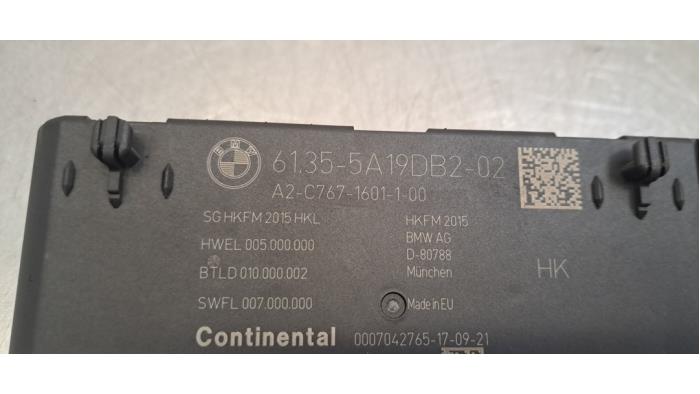 BMW
61.35-5A19DB2-02
A2-C767-1601-1-00
SG HKFM 2015 HKL
HWEL 005.000.000
BTLD 010.000.002
SWFL 007.000.000
HKFM 2015
BMW AG
D-80788
München
Made in EU
HK
Continental
0007042765-17-09-21